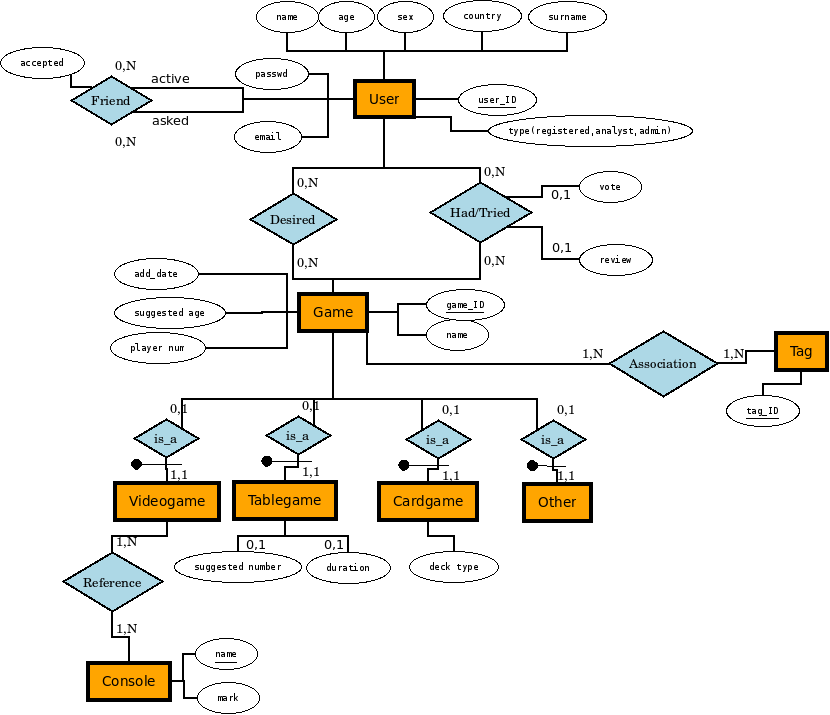 name
age
sex
country
surname
accepted
0,N
active
passwd
Friend
User
user_ID
asked
type(registered,analyst,admin)
email
0,N
0,N
0,N
vote
0,1
Desired
Had/Tried
0,1
review
0,N
0,N
add_date
suggested age
Game
game_ID
name
player num
1,N
Association
1,N
Tag
tag_ID
0,1
0,1
0,1
0,1
is_a
is_a
is_a
is_a
1,1
1,1
1,1
1,1
Videogame
Tablegame
Cardgame
Other
1,N
0,1
0,1
suggested number
duration
deck type
Reference
1,N
name
Console
mark